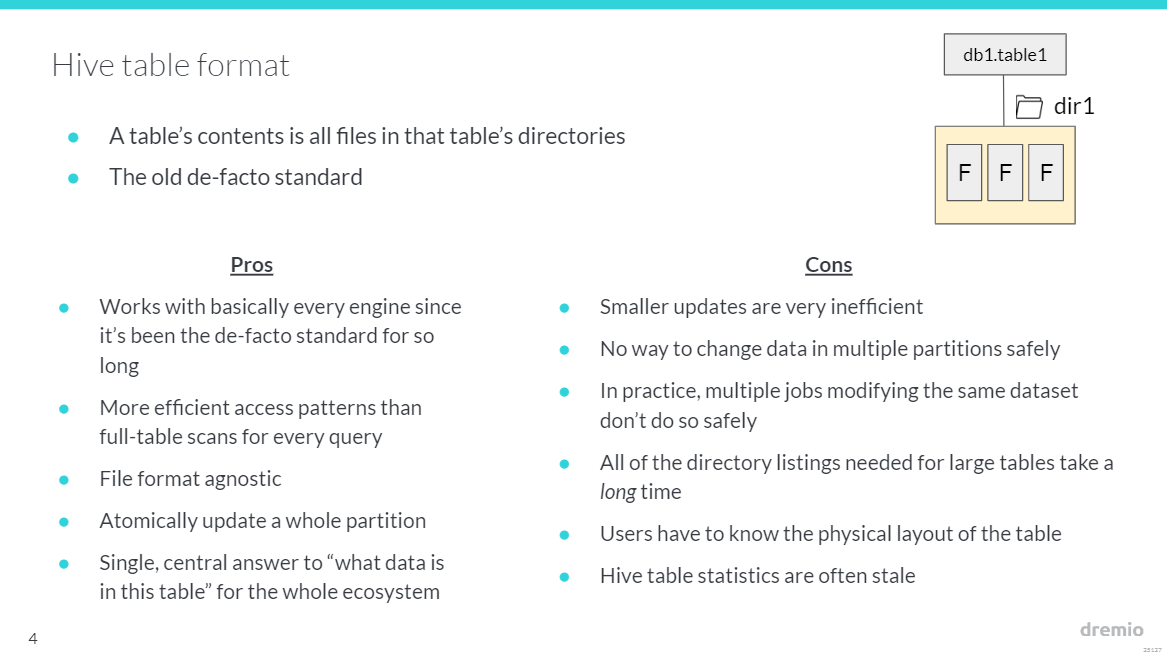 Hive table format
db1.table1
dir1
F F F
A table’s contents is all files in that table’s directories
The old de-facto standard
Pros
Works with basically every engine since
it’s been the de-facto standard for so
long
More efficient access patterns than
full-table scans for every query
File format agnostic
Atomically update a whole partition
Single, central answer to “what data is
in this table” for the whole ecosystem
Cons
Smaller updates are very inefficient
No way to change data in multiple partitions safely
In practice, multiple jobs modifying the same dataset
don’t do so safely
All of the directory listings needed for large tables take a
long time
Users have to know the physical layout of the table
Hive table statistics are often stale
4
dremio